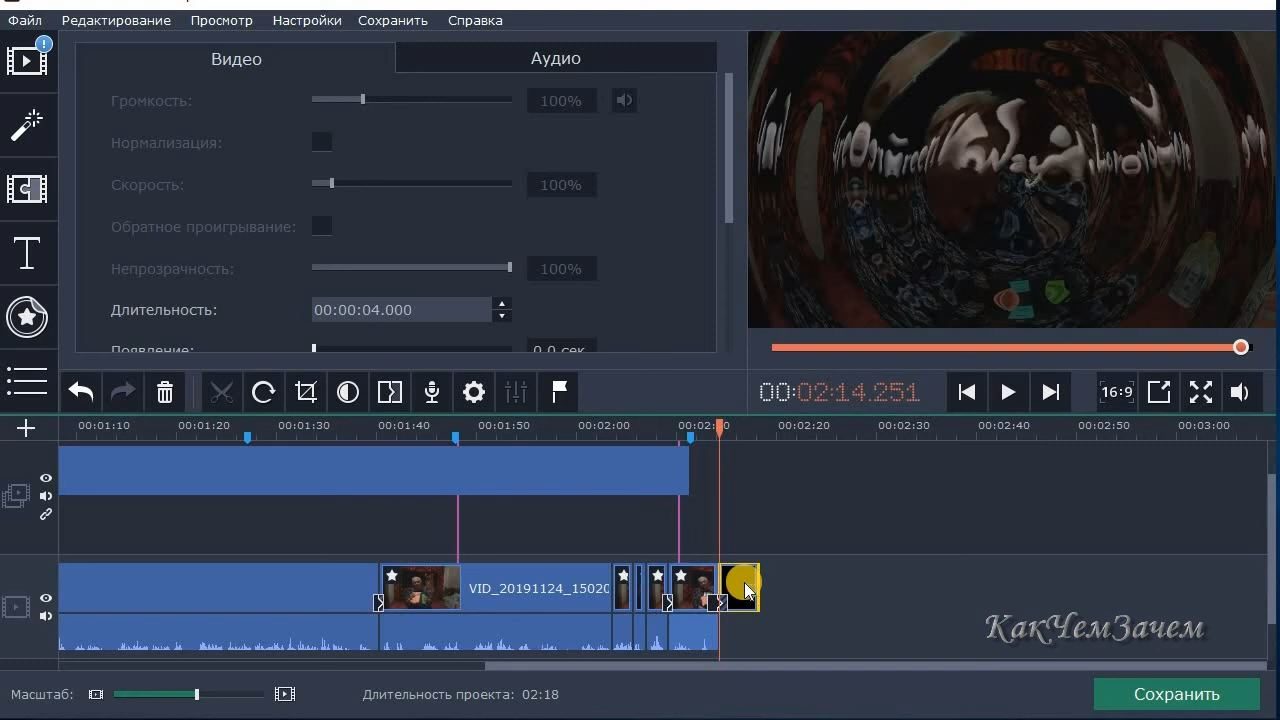 Файл Редактирование Просмотр Настройки Сохранить Справка
Видео Аудио
Громкость: 100%
Нормализация:
Скорость: 100%
Обратное проигрывание:
Непрозрачность: 100%
Длительность: 00:00:04.000
Появление: 0.0 сек.
00:02:14.251 16:9
00:01:10 00:01:20 00:01:30 00:01:40 00:01:50 00:02:00 00:02:20 00:02:30 00:02:40 00:02:50 00:03:00
VID_20191124_15020
КакЧемЗачем
Масштаб: Длительность проекта: 02:18 Сохранить